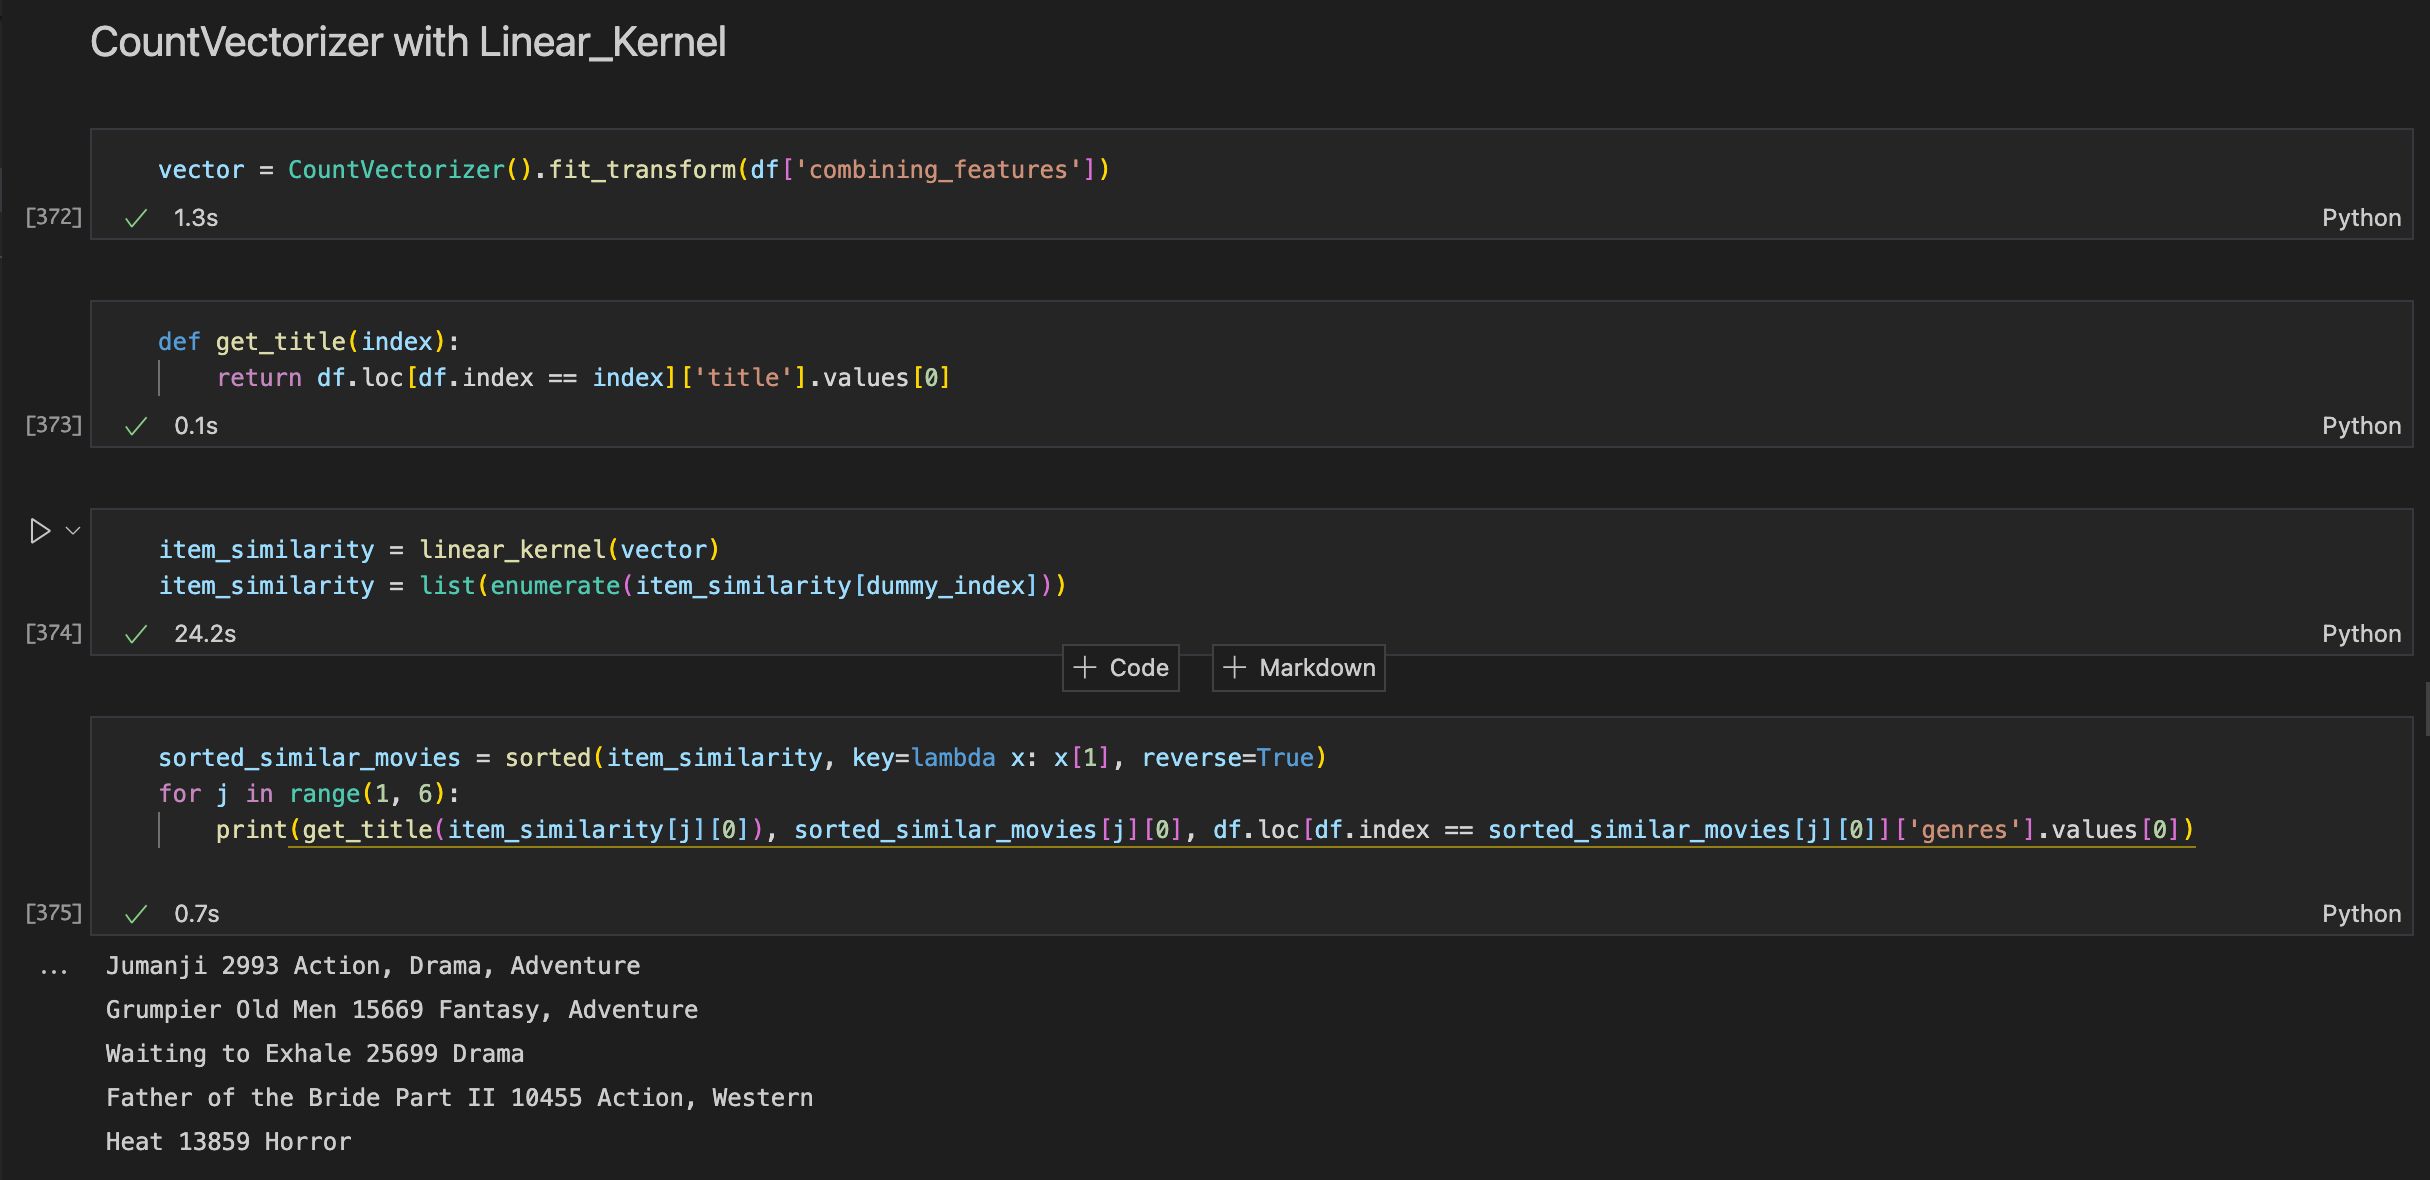 CountVectorizer with Linear_Kernel
vector = CountVectorizer().fit_transform(df['combining_features'])
[372] 1.3s Python
def get_title(index):
return df.loc[df.index == index]['title'].values[0]
[373] 0.1s Python
item_similarity = linear_kernel(vector)
item_similarity = list(enumerate(item_similarity[dummy_index]))
[374] 24.2s Python
+ Code + Markdown
sorted_similar_movies = sorted(item_similarity, key=lambda x: x[1], reverse=True)
for j in range(1, 6):
print(get_title(item_similarity[j][0]), sorted_similar_movies[j][0], df.loc[df.index == sorted_similar_movies[j][0]]['genres'].values[0])
[375] 0.7s Python
... Jumanji 2993 Action, Drama, Adventure
Grumpier Old Men 15669 Fantasy, Adventure
Waiting to Exhale 25699 Drama
Father of the Bride Part II 10455 Action, Western
Heat 13859 Horror